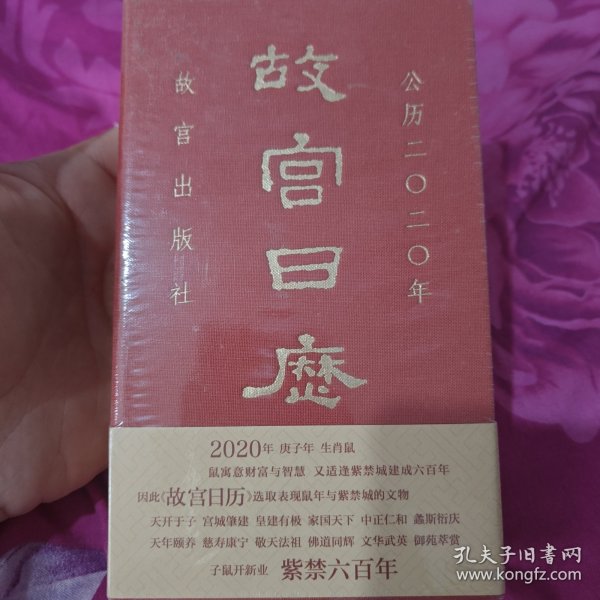 公历二〇二〇年
故宫日历
故宫出版社
2020年 庚子年 生肖鼠
鼠寓意财富与智慧 又适逢紫禁城建成六百年
因此《故宫日历》选取表现鼠年与紫禁城的文物
天开于子 宫城肇建 皇建有极 家国天下 中正仁和 螽斯衍庆
天年颐养 慈寿康宁 敬天法祖 佛道同辉 文华武英 御苑萃赏
子鼠开新业 紫禁六百年
孔夫子旧书网
www.kongfz.com